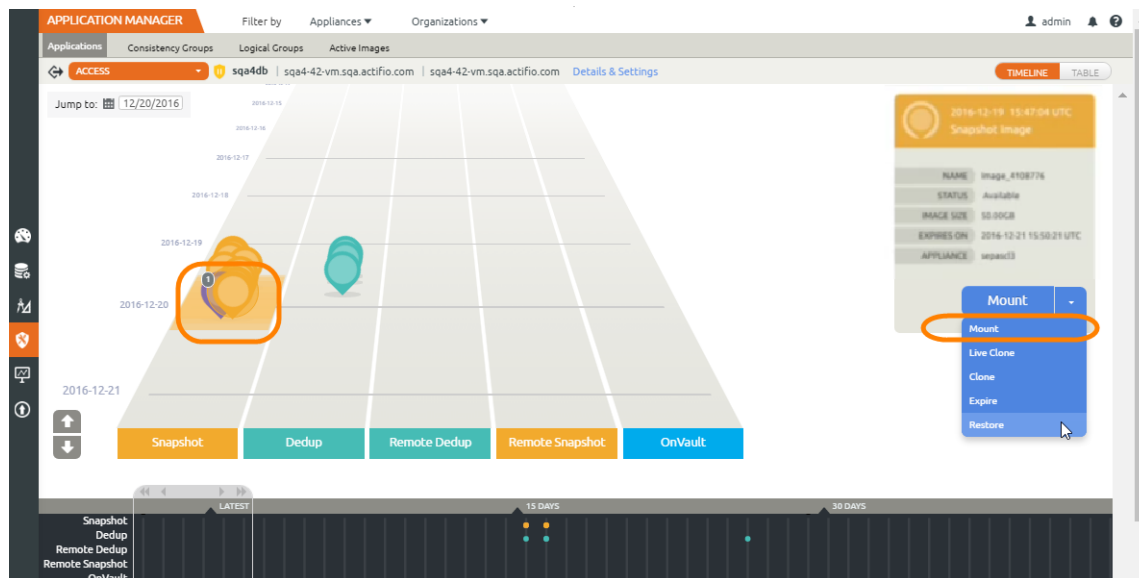 APPLICATION MANAGER Filter by Appliances Organizations admin
Applications Consistency Groups Logical Groups Active Images
ACCESS sqa4db | sqa4-42-vm.sqa.actifio.com | sqa4-42-vm.sqa.actifio.com Details & Settings TIMELINE TABLE
Jump to: 12/20/2016
2016-12-15
2016-12-16
2016-12-17
2016-12-18
2016-12-19
1
2016-12-20
2016-12-21
Snapshot Dedup Remote Dedup Remote Snapshot OnVault
2016-12-19 15:47:04 UTC
Snapshot Image
NAME Image_4108776
STATUS Available
IMAGE SIZE 50.00GB
EXPIRES ON 2016-12-21 15:50:21 UTC
APPLIANCE sepascl3
Mount
Mount
Live Clone
Clone
Expire
Restore
LATEST 15 DAYS 30 DAYS
Snapshot
Dedup
Remote Dedup
Remote Snapshot
OnVault